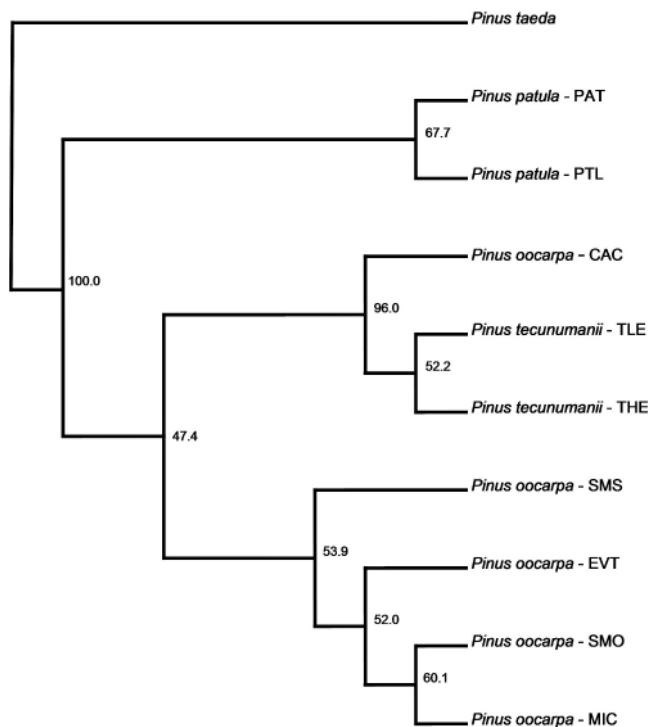 Pinus taeda
Pinus patula - PAT
67.7
Pinus patula - PTL
Pinus oocarpa - CAC
100.0
96.0
Pinus tecunumanii - TLE
52.2
Pinus tecunumanii - THE
47.4
Pinus oocarpa - SMS
53.9
Pinus oocarpa - EVT
52.0
Pinus oocarpa - SMO
60.1
Pinus oocarpa - MIC